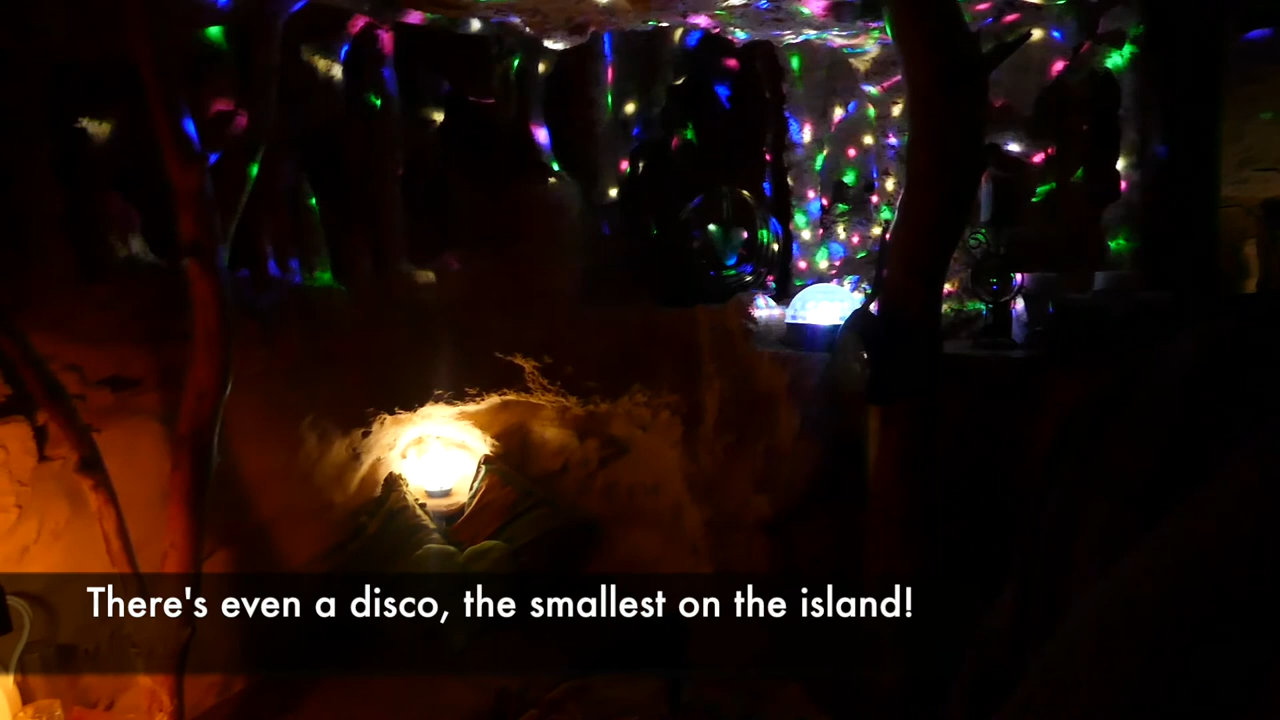 There's even a disco, the smallest on the island!